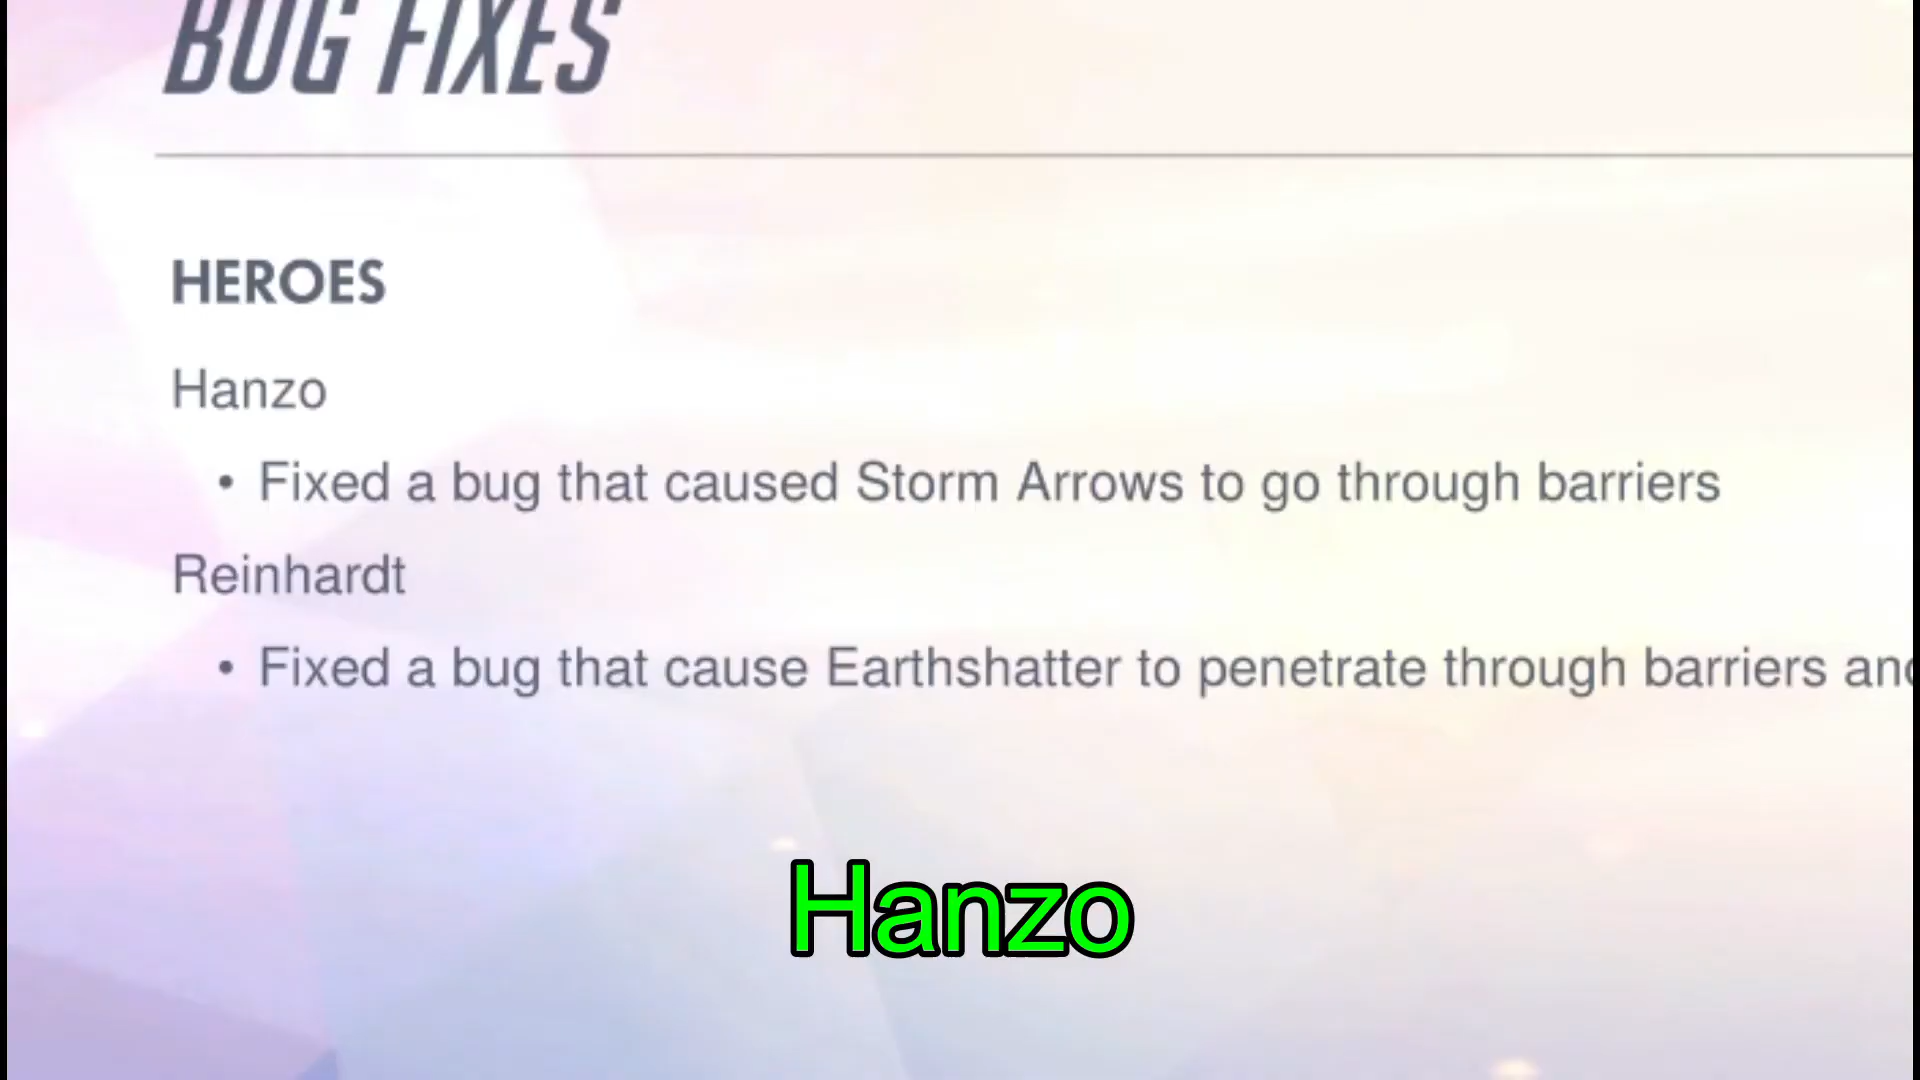 BUG FIXES
HEROES
Hanzo
• Fixed a bug that caused Storm Arrows to go through barriers
Reinhardt
• Fixed a bug that cause Earthshatter to penetrate through barriers and
Hanzo